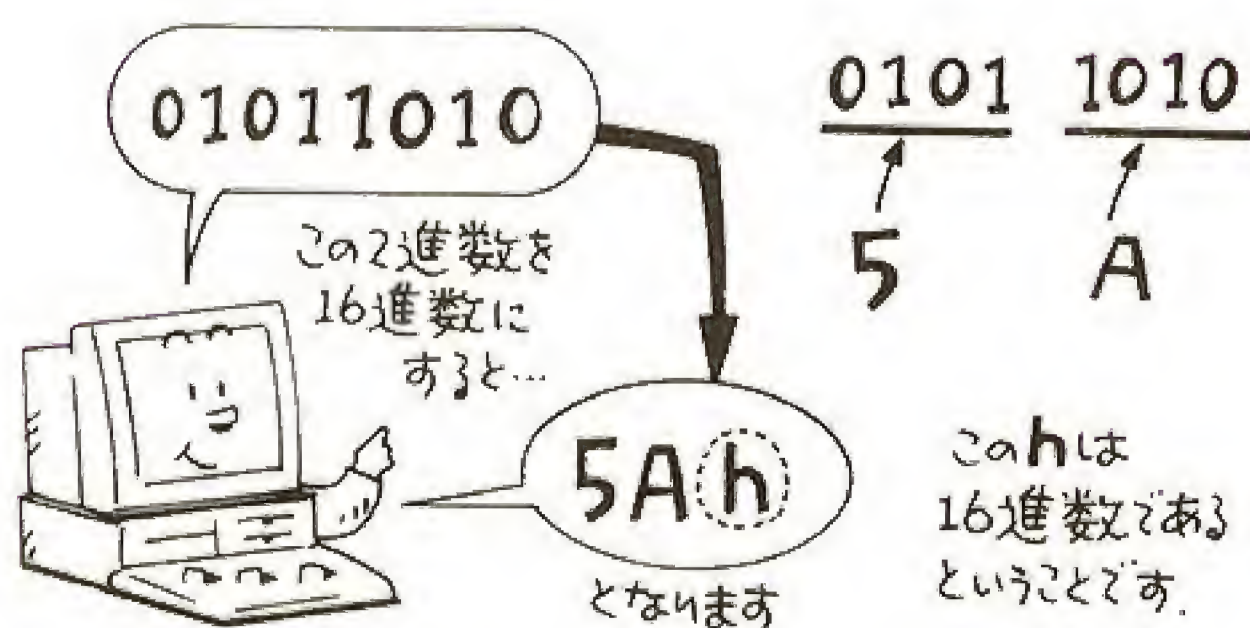 01011010
この2進数を
16進数に
すると…
5Ah
となります
0101 1010
5 A
このhは
16進数である
ということです.